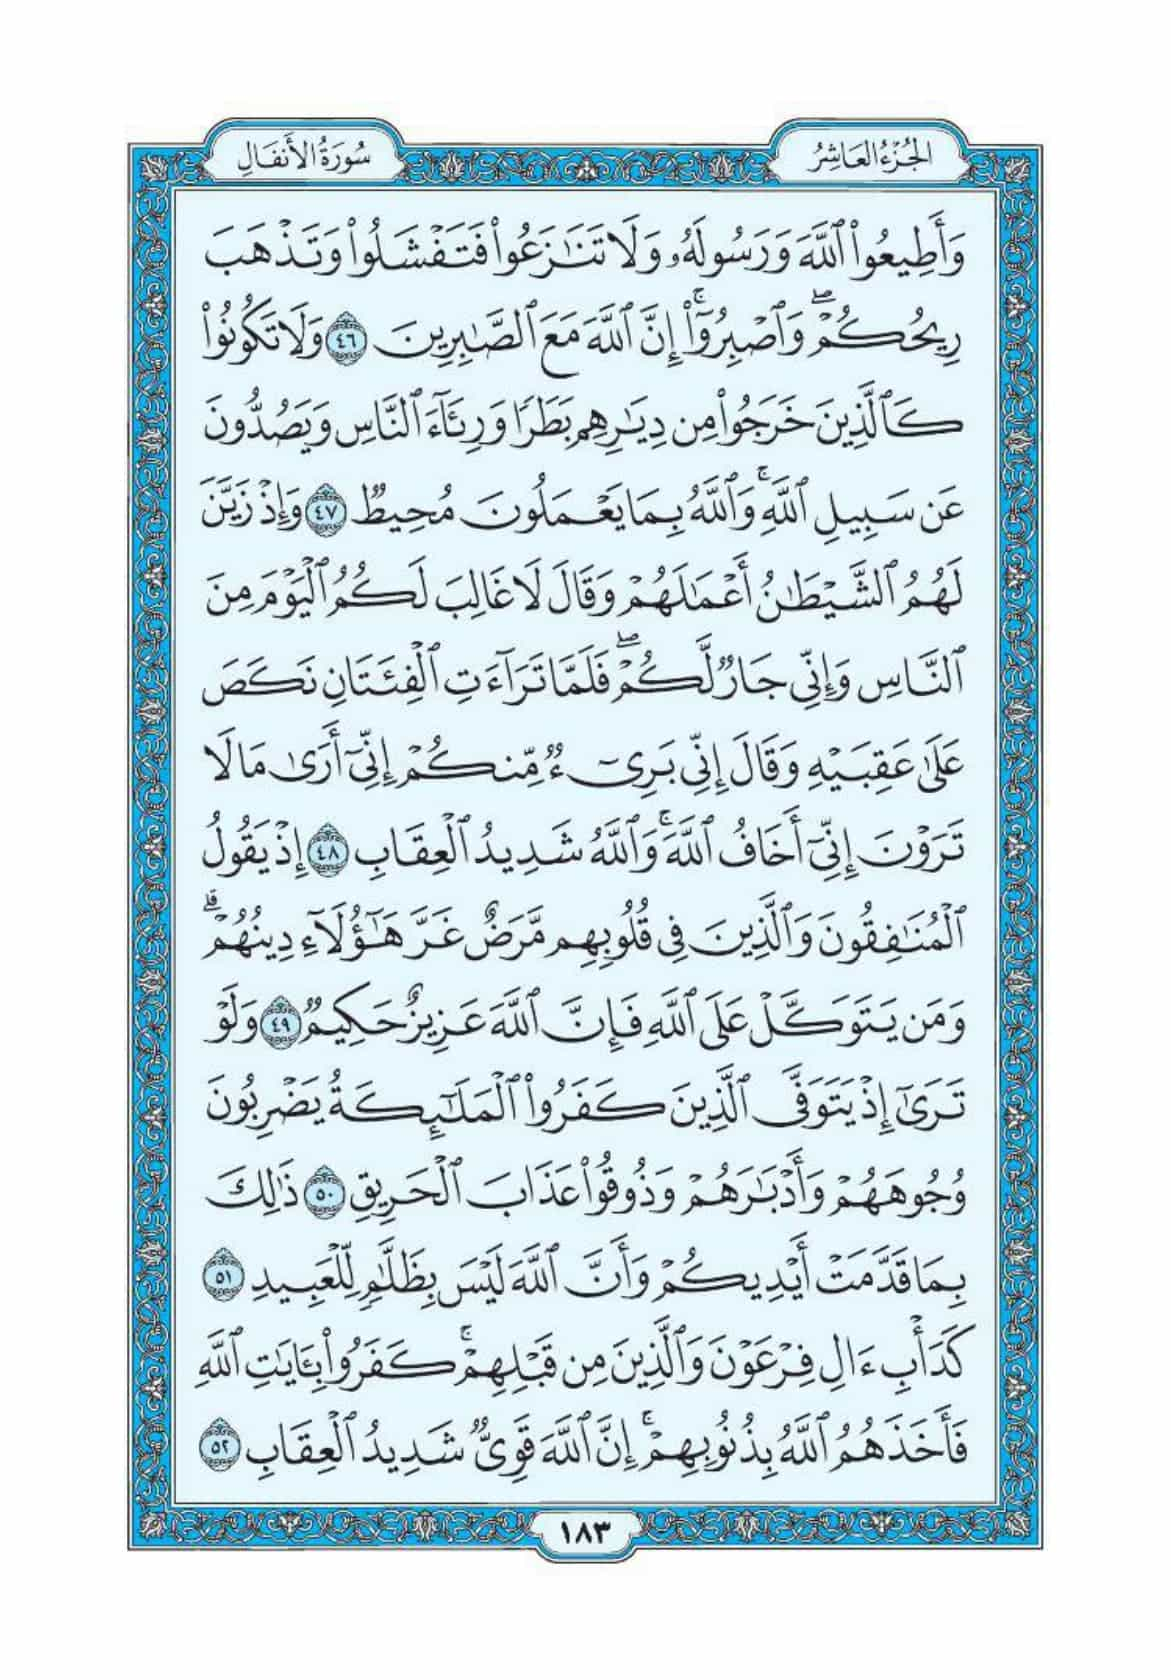 الجُزْءُ العَاشِرُ
سُورَةُ الأَنفَالِ
وَأَطِيعُوا۟ ٱللَّهَ وَرَسُولَهُۥ وَلَا تَنَٰزَعُوا۟ فَتَفْشَلُوا۟ وَتَذْهَبَ
رِيحُكُمْ ۖ وَٱصْبِرُوٓا۟ ۚ إِنَّ ٱللَّهَ مَعَ ٱلصَّٰبِرِينَ ٤٦ وَلَا تَكُونُوا۟
كَٱلَّذِينَ خَرَجُوا۟ مِن دِيَٰرِهِم بَطَرًا وَرِئَآءَ ٱلنَّاسِ وَيَصُدُّونَ
عَن سَبِيلِ ٱللَّهِ ۚ وَٱللَّهُ بِمَا يَعْمَلُونَ مُحِيطٌ ٤٧ وَإِذْ زَيَّنَ
لَهُمُ ٱلشَّيْطَٰنُ أَعْمَٰلَهُمْ وَقَالَ لَا غَالِبَ لَكُمُ ٱلْيَوْمَ مِنَ
ٱلنَّاسِ وَإِنِّى جَارٌ لَّكُمْ ۖ فَلَمَّا تَرَآءَتِ ٱلْفِئَتَانِ نَكَصَ
عَلَىٰ عَقِبَيْهِ وَقَالَ إِنِّى بَرِىٓءٌ مِّنكُمْ إِنِّىٓ أَرَىٰ مَا لَا
تَرَوْنَ إِنِّىٓ أَخَافُ ٱللَّهَ ۚ وَٱللَّهُ شَدِيدُ ٱلْعِقَابِ ٤٨ إِذْ يَقُولُ
ٱلْمُنَٰفِقُونَ وَٱلَّذِينَ فِى قُلُوبِهِم مَّرَضٌ غَرَّ هَٰٓؤُلَآءِ دِينُهُمْ ۗ
وَمَن يَتَوَكَّلْ عَلَى ٱللَّهِ فَإِنَّ ٱللَّهَ عَزِيزٌ حَكِيمٌ ٤٩ وَلَوْ
تَرَىٰٓ إِذْ يَتَوَفَّى ٱلَّذِينَ كَفَرُوا۟ ٱلْمَلَٰٓئِكَةُ يَضْرِبُونَ
وُجُوهَهُمْ وَأَدْبَٰرَهُمْ وَذُوقُوا۟ عَذَابَ ٱلْحَرِيقِ ٥٠ ذَٰلِكَ
بِمَا قَدَّمَتْ أَيْدِيكُمْ وَأَنَّ ٱللَّهَ لَيْسَ بِظَلَّٰمٍ لِّلْعَبِيدِ ٥١
كَدَأْبِ ءَالِ فِرْعَوْنَ وَٱلَّذِينَ مِن قَبْلِهِمْ ۚ كَفَرُوا۟ بِـَٔايَٰتِ ٱللَّهِ
فَأَخَذَهُمُ ٱللَّهُ بِذُنُوبِهِمْ ۚ إِنَّ ٱللَّهَ قَوِىٌّ شَدِيدُ ٱلْعِقَابِ ٥٢
١٨٣